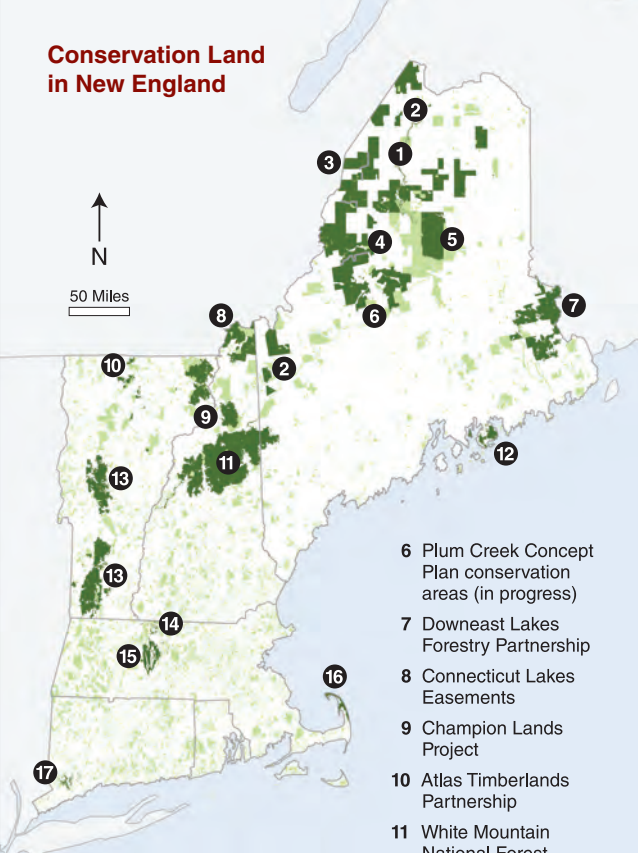 Conservation Land
in New England
2
1
3
N
4
5
50 Miles
8
6
7
10
2
9
11
12
13
13
14
15
16
17
6 Plum Creek Concept
Plan conservation
areas (in progress)
7 Downeast Lakes
Forestry Partnership
8 Connecticut Lakes
Easements
9 Champion Lands
Project
10 Atlas Timberlands
Partnership
11 White Mountain
National Forest